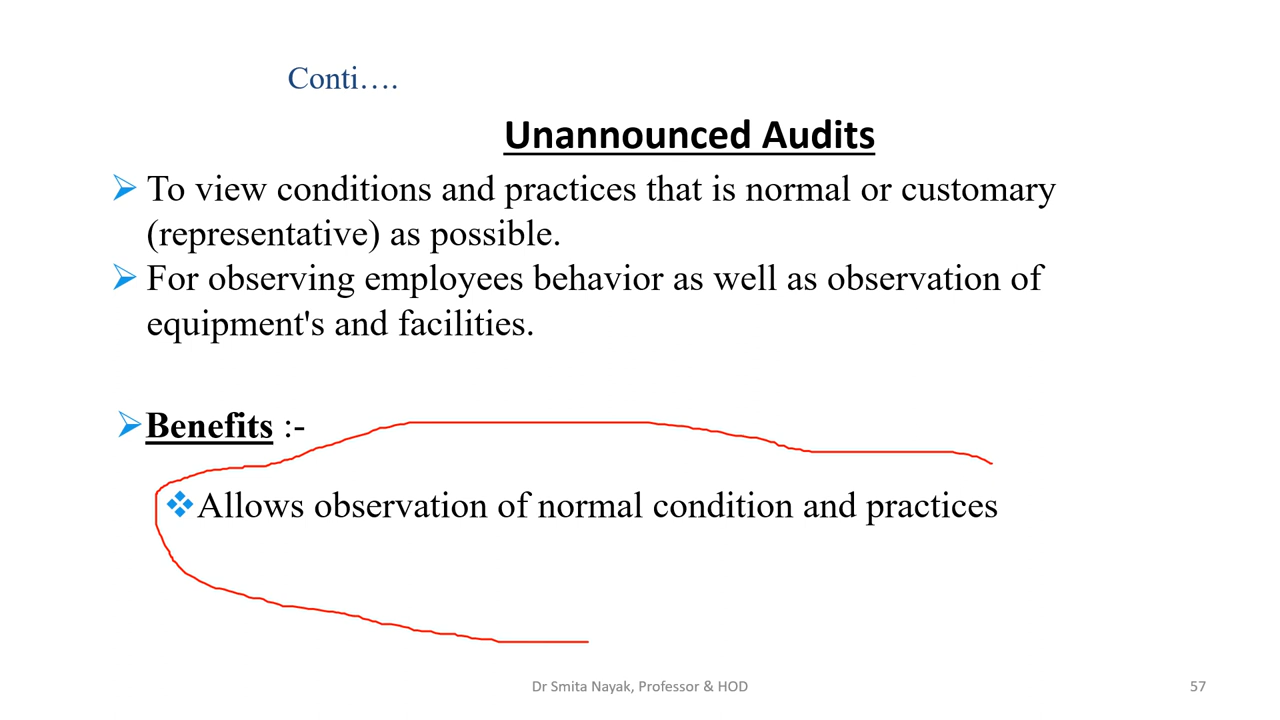 Conti….
Unannounced Audits
To view conditions and practices that is normal or customary
(representative) as possible.
For observing employees behavior as well as observation of
equipment's and facilities.
Benefits :-
Allows observation of normal condition and practices
Dr Smita Nayak, Professor & HOD
57